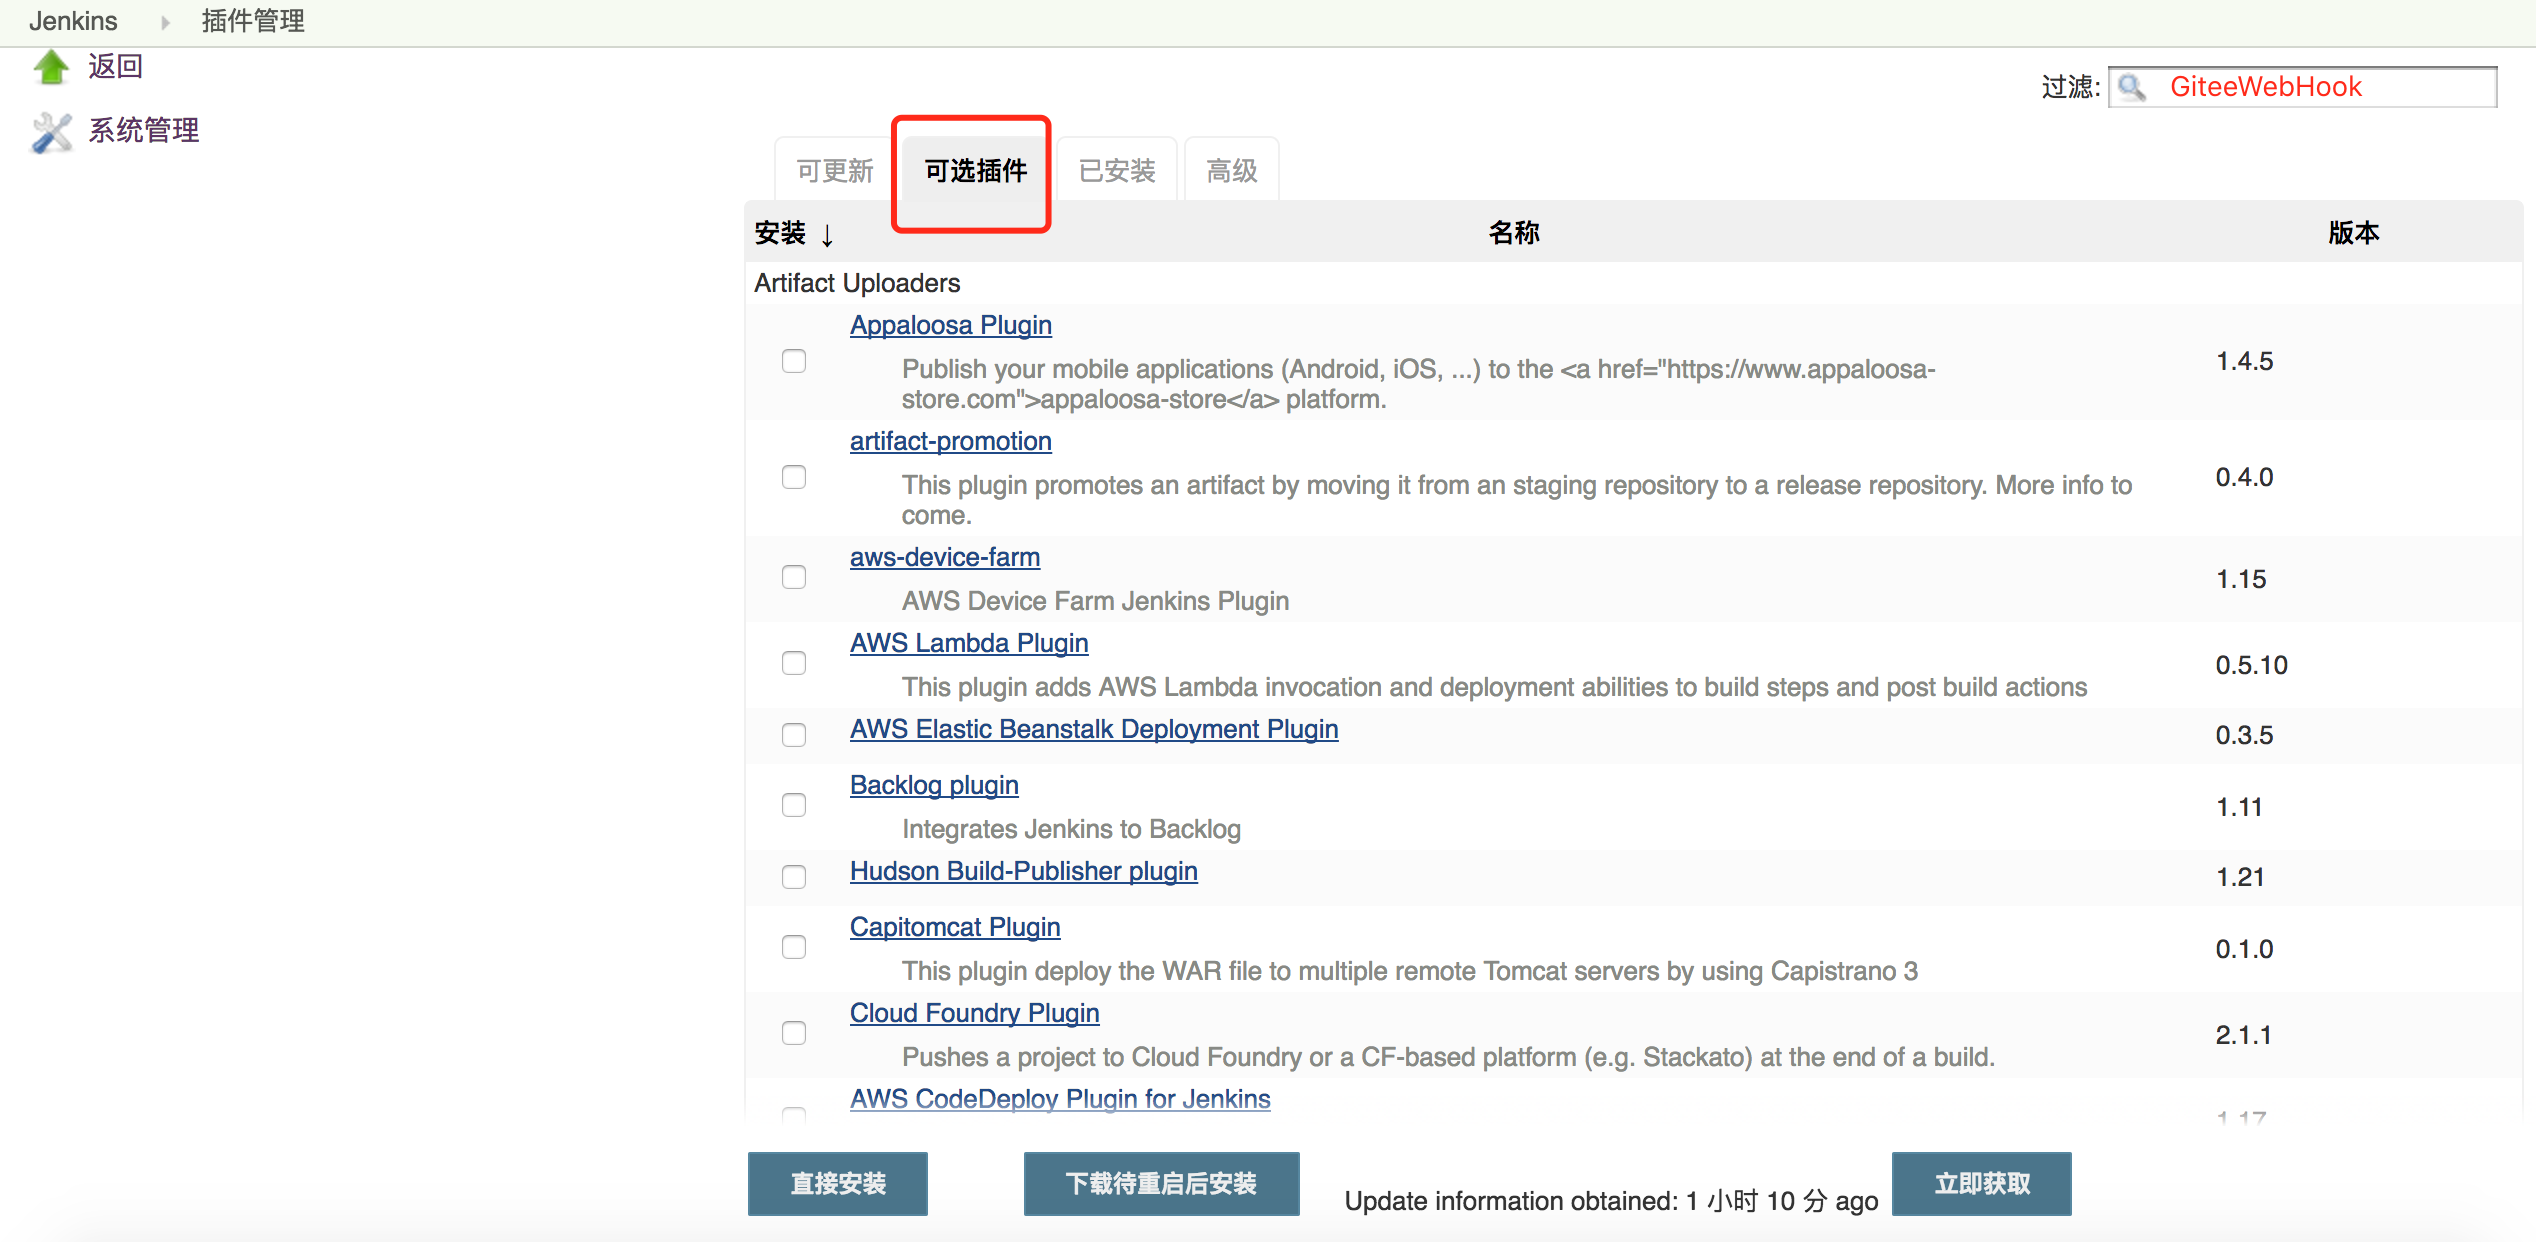 Jenkins 插件管理
返回
系统管理
过滤: GiteeWebHook
可更新 可选插件 已安装 高级
安装 ↓ 名称 版本
Artifact Uploaders
Appaloosa Plugin
Publish your mobile applications (Android, iOS, ...) to the <a href="https://www.appaloosa-
store.com">appaloosa-store</a> platform.
1.4.5
artifact-promotion
This plugin promotes an artifact by moving it from an staging repository to a release repository. More info to
come.
0.4.0
aws-device-farm
AWS Device Farm Jenkins Plugin
1.15
AWS Lambda Plugin
This plugin adds AWS Lambda invocation and deployment abilities to build steps and post build actions
0.5.10
AWS Elastic Beanstalk Deployment Plugin
0.3.5
Backlog plugin
Integrates Jenkins to Backlog
1.11
Hudson Build-Publisher plugin
1.21
Capitomcat Plugin
This plugin deploy the WAR file to multiple remote Tomcat servers by using Capistrano 3
0.1.0
Cloud Foundry Plugin
Pushes a project to Cloud Foundry or a CF-based platform (e.g. Stackato) at the end of a build.
2.1.1
AWS CodeDeploy Plugin for Jenkins
1.17
直接安装 下载待重启后安装 Update information obtained: 1 小时 10 分 ago 立即获取